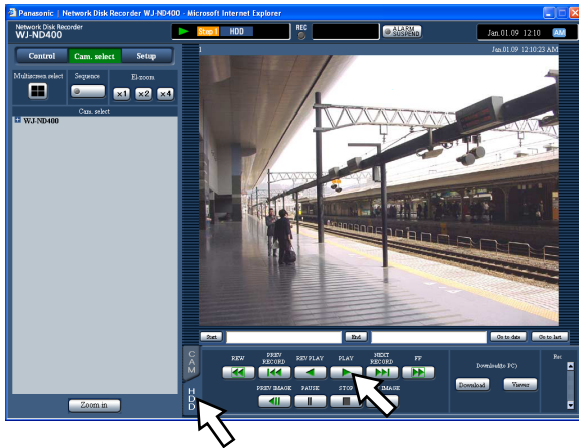 Panasonic | Network Disk Recorder WJ-ND400 - Microsoft Internet Explorer
Network Disk Recorder
WJ-ND400
Stop 1 HDD
REC
ALARM
SUSPEND
Jan.01.09 12:10 AM
Control Cam. select Setup
Multiscreen select Sequence El-zoom
x1 x2 x4
Cam. select
WJ-ND400
1 Jan.01.09 12:10:23 AM
Start End Go to date Go to last
CAM
HDD
REW PREV RECORD REV PLAY PLAY NEXT RECORD FF
PREV IMAGE PAUSE STOP IMAGE
Download(to PC)
Download Viewer
Rec
Zoom in